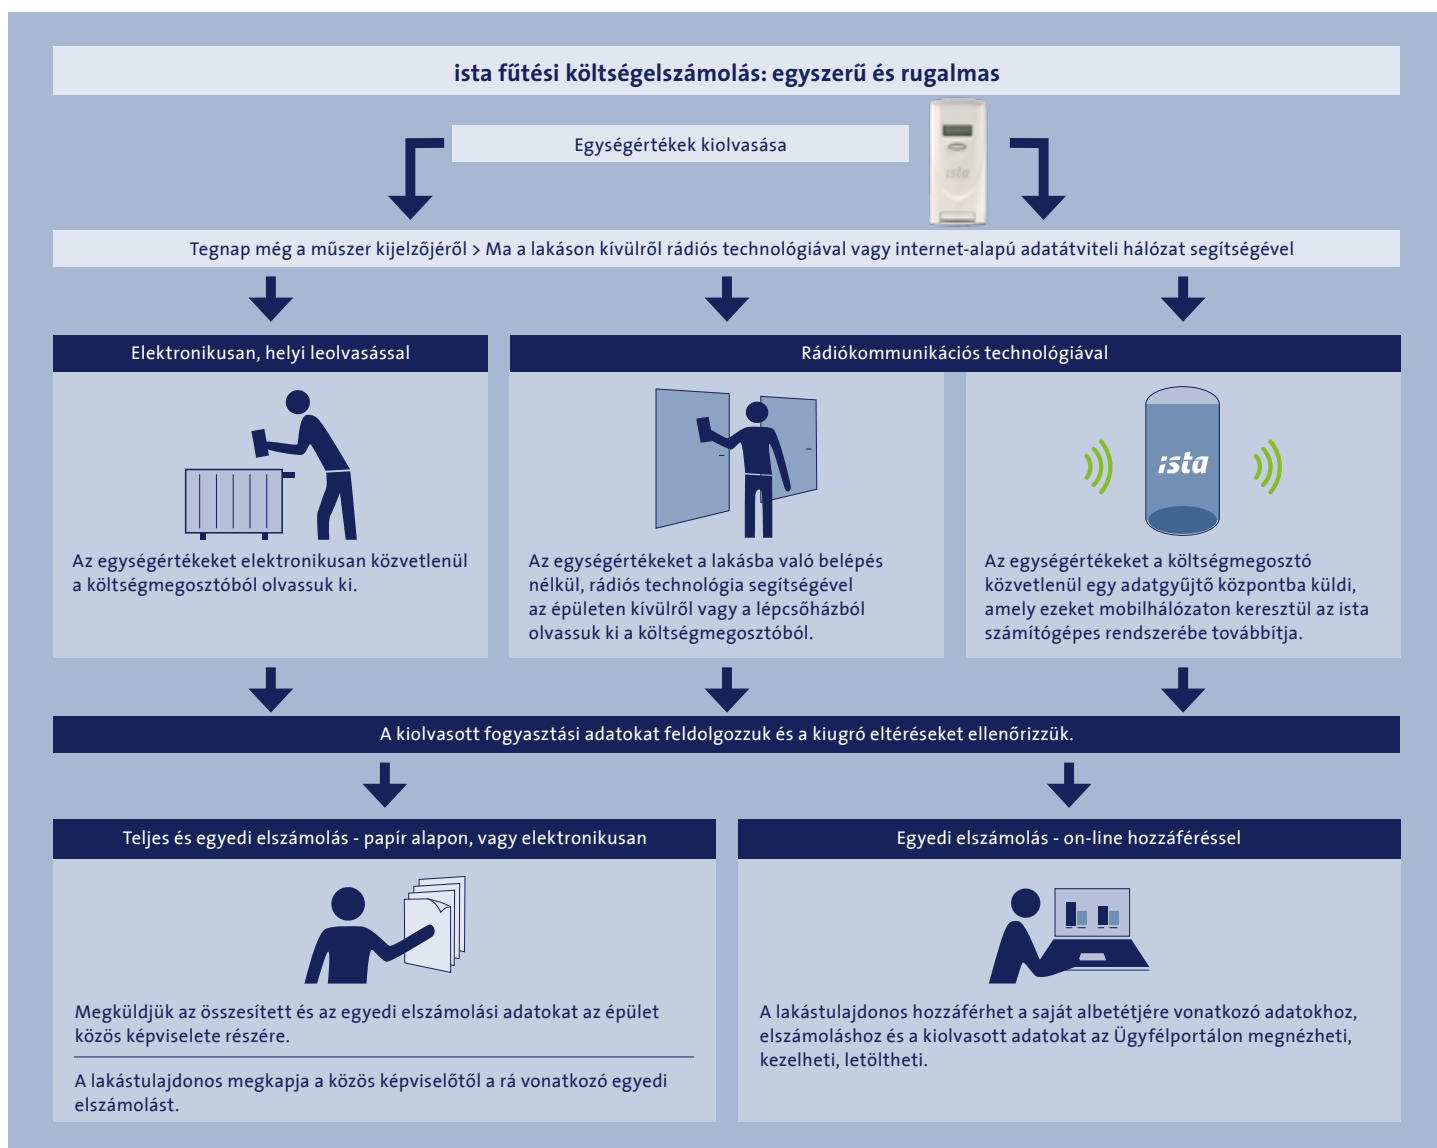 ista fűtési költségelszámolás: egyszerű és rugalmas
Egységértékek kiolvasása
ista
Tegnap még a műszer kijelzőjéről > Ma a lakáson kívülről rádiós technológiával vagy internet-alapú adatátviteli hálózat segítségével
Elektronikusan, helyi leolvasással
Rádiókommunikációs technológiával
ista
Az egységértékeket elektronikusan közvetlenül
a költségmegosztóból olvassuk ki.
Az egységértékeket a lakásba való belépés
nélkül, rádiós technológia segítségével
az épületen kívülről vagy a lépcsőházból
olvassuk ki a költségmegosztóból.
Az egységértékeket a költségmegosztó
közvetlenül egy adatgyűjtő központba küldi,
amely ezeket mobilhálózaton keresztül az ista
számítógépes rendszerébe továbbítja.
A kiolvasott fogyasztási adatokat feldolgozzuk és a kiugró eltéréseket ellenőrizzük.
Teljes és egyedi elszámolás - papír alapon, vagy elektronikusan
Megküldjük az összesített és az egyedi elszámolási adatokat az épület
közös képviselete részére.
A lakástulajdonos megkapja a közös képviselőtől a rá vonatkozó egyedi
elszámolást.
Egyedi elszámolás - on-line hozzáféréssel
A lakástulajdonos hozzáférhet a saját albetétjére vonatkozó adatokhoz,
elszámoláshoz és a kiolvasott adatokat az Ügyfélportálon megnézheti,
kezelheti, letöltheti.